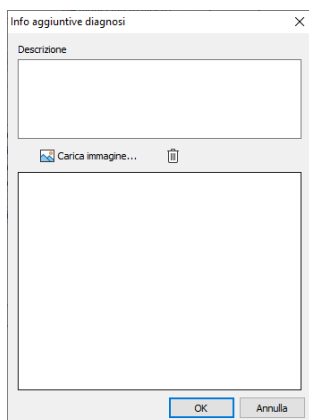 Info aggiuntive diagnosi
Descrizione
Carica immagine...
OK Annulla